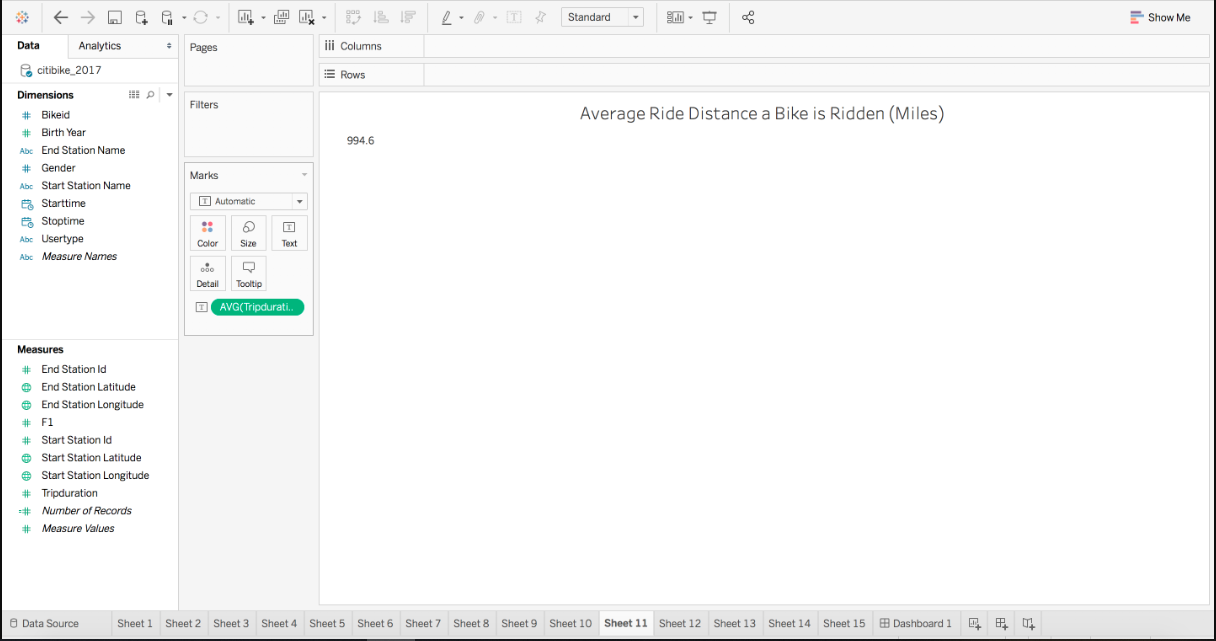 Standard
Show Me
Data
Analytics
citibike_2017
Dimensions
Bikeid
Birth Year
Abc End Station Name
Gender
Abc Start Station Name
Starttime
Stoptime
Abc Usertype
Abc Measure Names
Measures
End Station Id
End Station Latitude
End Station Longitude
F1
Start Station Id
Start Station Latitude
Start Station Longitude
Tripduration
Number of Records
Measure Values
Pages
Filters
Marks
T Automatic
Color
Size
T
Text
Detail
Tooltip
T AVG(Tripdurati..
Columns
Rows
Average Ride Distance a Bike is Ridden (Miles)
994.6
Data Source Sheet 1 Sheet 2 Sheet 3 Sheet 4 Sheet 5 Sheet 6 Sheet 7 Sheet 8 Sheet 9 Sheet 10 Sheet 11 Sheet 12 Sheet 13 Sheet 14 Sheet 15 Dashboard 1